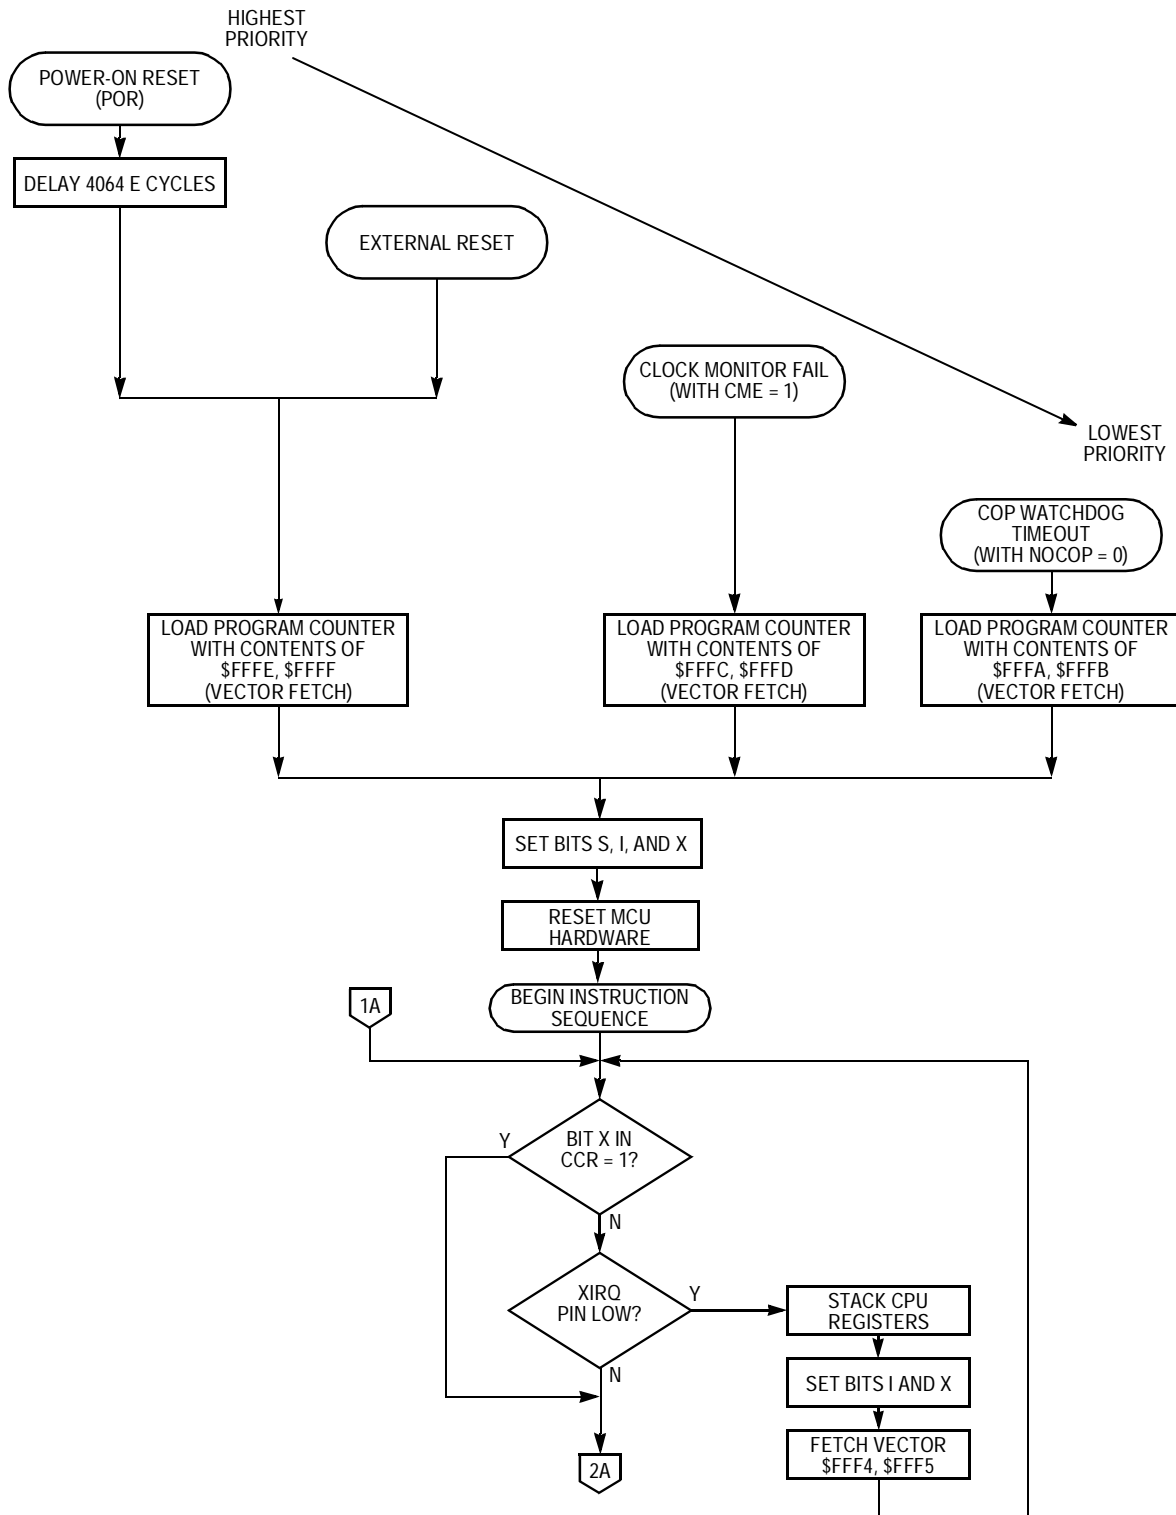 HIGHEST
PRIORITY
POWER-ON RESET
(POR)
DELAY 4064 E CYCLES
EXTERNAL RESET
CLOCK MONITOR FAIL
(WITH CME = 1)
LOWEST
PRIORITY
COP WATCHDOG
TIMEOUT
(WITH NOCOP = 0)
LOAD PROGRAM COUNTER
WITH CONTENTS OF
$FFFE, $FFFF
(VECTOR FETCH)
LOAD PROGRAM COUNTER
WITH CONTENTS OF
$FFFC, $FFFD
(VECTOR FETCH)
LOAD PROGRAM COUNTER
WITH CONTENTS OF
$FFFA, $FFFB
(VECTOR FETCH)
SET BITS S, I, AND X
RESET MCU
HARDWARE
1A
BEGIN INSTRUCTION
SEQUENCE
Y
BIT X IN
CCR = 1?
N
XIRQ
PIN LOW?
Y
STACK CPU
REGISTERS
N
SET BITS I AND X
2A
FETCH VECTOR
$FFF4, $FFF5